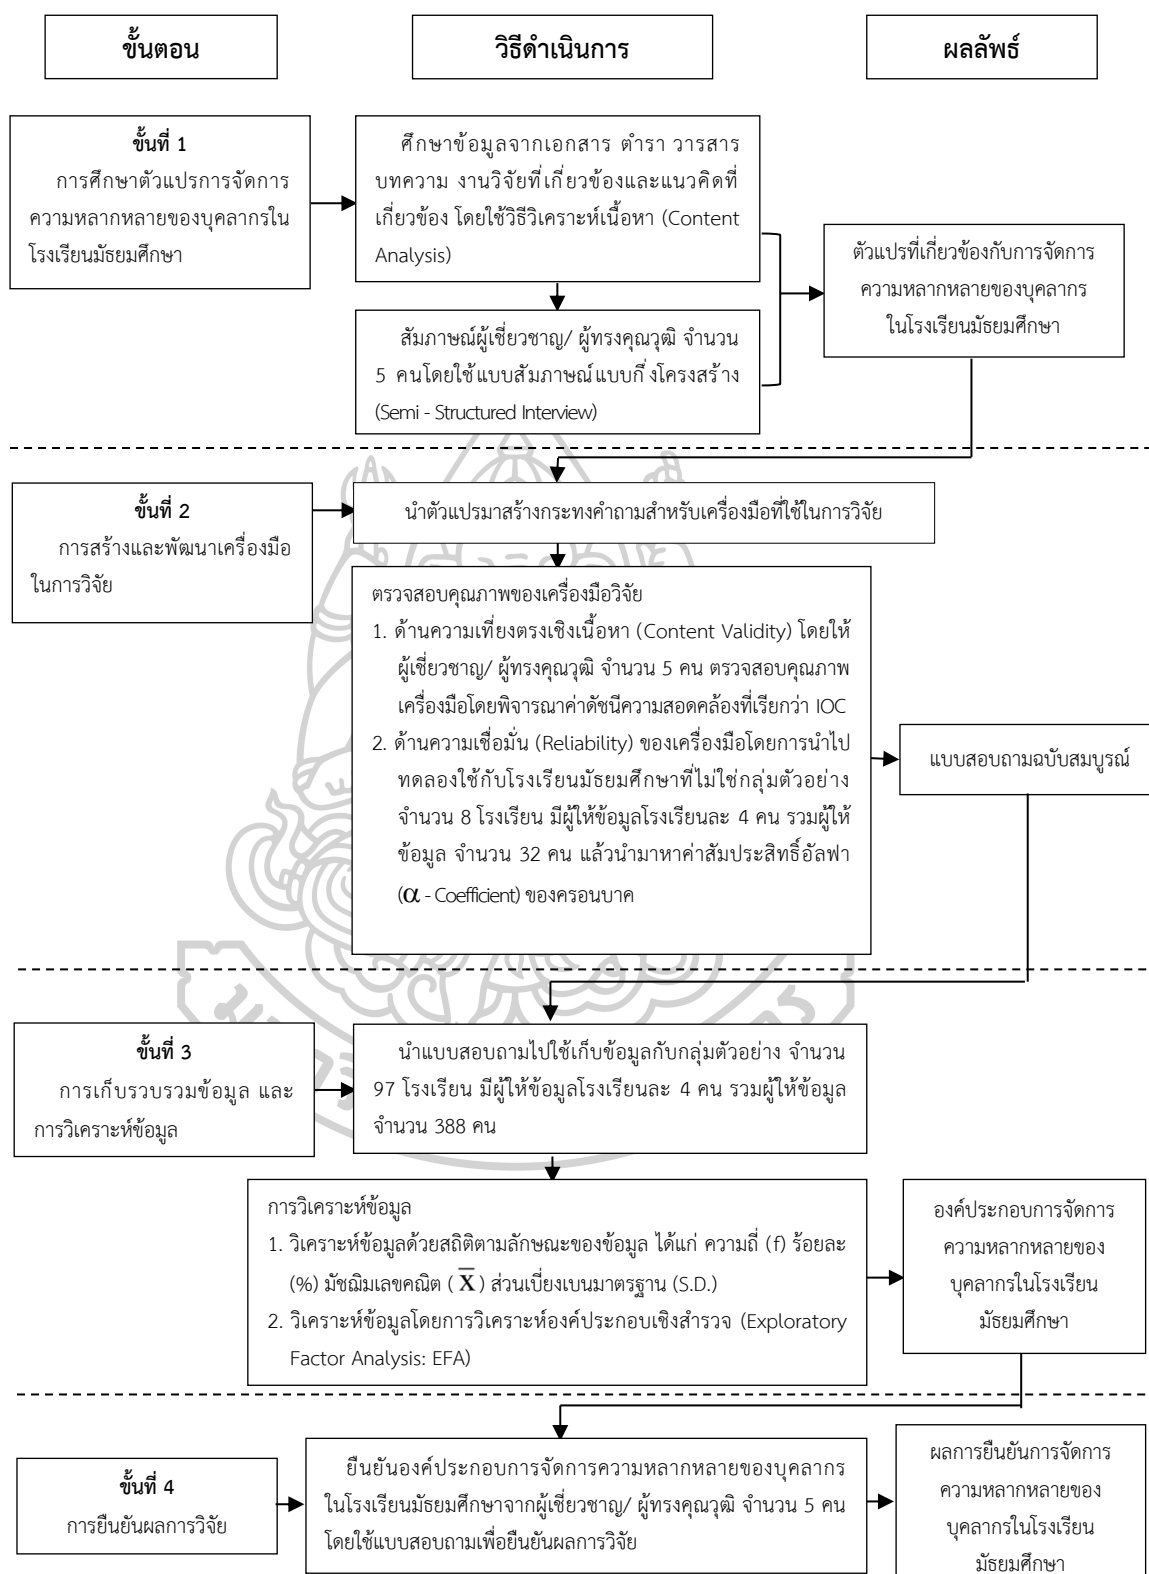 ขั้นตอน
วิธีดำเนินการ
ผลลัพธ์
ขั้นที่ 1
การศึกษาตัวแปรการจัดการ
ความหลากหลายของบุคลากรใน
โรงเรียนมัธยมศึกษา
ศึกษาข้อมูลจากเอกสาร ตำรา วารสาร
บทความ งานวิจัยที่เกี่ยวข้องและแนวคิดที่
เกี่ยวข้อง โดยใช้วิธีวิเคราะห์เนื้อหา (Content
Analysis)
สัมภาษณ์ผู้เชี่ยวชาญ/ ผู้ทรงคุณวุฒิ จำนวน
5 คนโดยใช้แบบสัมภาษณ์แบบกึ่งโครงสร้าง
(Semi - Structured Interview)
ตัวแปรที่เกี่ยวข้องกับการจัดการ
ความหลากหลายของบุคลากร
ในโรงเรียนมัธยมศึกษา
ขั้นที่ 2
การสร้างและพัฒนาเครื่องมือ
ในการวิจัย
นำตัวแปรมาสร้างกระทงคำถามสำหรับเครื่องมือที่ใช้ในการวิจัย
ตรวจสอบคุณภาพของเครื่องมือวิจัย
1. ด้านความเที่ยงตรงเชิงเนื้อหา (Content Validity) โดยให้
ผู้เชี่ยวชาญ/ ผู้ทรงคุณวุฒิ จำนวน 5 คน ตรวจสอบคุณภาพ
เครื่องมือโดยพิจารณาค่าดัชนีความสอดคล้องที่เรียกว่า IOC
2. ด้านความเชื่อมั่น (Reliability) ของเครื่องมือโดยการนำไป
ทดลองใช้กับโรงเรียนมัธยมศึกษาที่ไม่ใช่กลุ่มตัวอย่าง
จำนวน 8 โรงเรียน มีผู้ให้ข้อมูลโรงเรียนละ 4 คน รวมผู้ให้
ข้อมูล จำนวน 32 คน แล้วนำมาหาค่าสัมประสิทธิ์อัลฟา
(α - Coefficient) ของครอนบาค
แบบสอบถามฉบับสมบูรณ์
ขั้นที่ 3
การเก็บรวบรวมข้อมูล และ
การวิเคราะห์ข้อมูล
นำแบบสอบถามไปใช้เก็บข้อมูลกับกลุ่มตัวอย่าง จำนวน
97 โรงเรียน มีผู้ให้ข้อมูลโรงเรียนละ 4 คน รวมผู้ให้ข้อมูล
จำนวน 388 คน
การวิเคราะห์ข้อมูล
1. วิเคราะห์ข้อมูลด้วยสถิติตามลักษณะของข้อมูล ได้แก่ ความถี่ (f) ร้อยละ
(%) มัชฌิมเลขคณิต ( X̅ ) ส่วนเบี่ยงเบนมาตรฐาน (S.D.)
2. วิเคราะห์ข้อมูลโดยการวิเคราะห์องค์ประกอบเชิงสำรวจ (Exploratory
Factor Analysis: EFA)
องค์ประกอบการจัดการ
ความหลากหลายของ
บุคลากรในโรงเรียน
มัธยมศึกษา
ขั้นที่ 4
การยืนยันผลการวิจัย
ยืนยันองค์ประกอบการจัดการความหลากหลายของบุคลากร
ในโรงเรียนมัธยมศึกษาจากผู้เชี่ยวชาญ/ ผู้ทรงคุณวุฒิ จำนวน 5 คน
โดยใช้แบบสอบถามเพื่อยืนยันผลการวิจัย
ผลการยืนยันการจัดการ
ความหลากหลายของ
บุคลากรในโรงเรียน
มัธยมศึกษา